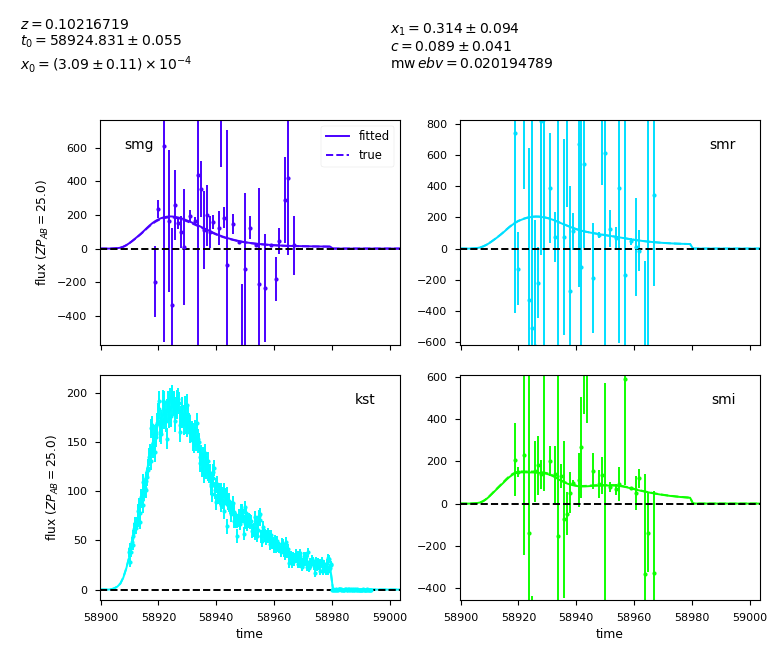 z = 0.10216719
t₀ = 58924.831 ± 0.055
x₀ = (3.09 ± 0.11) × 10⁻⁴
x₁ = 0.314 ± 0.094
c = 0.089 ± 0.041
mw ebv = 0.020194789
smg
fitted
true
600
400
200
0
−200
−400
flux (ZP_AB = 25.0)
smr
800
600
400
200
0
−200
−400
−600
kst
200
150
100
50
0
flux (ZP_AB = 25.0)
58900 58920 58940 58960 58980 59000
time
smi
600
400
200
0
−200
−400
58900 58920 58940 58960 58980 59000
time